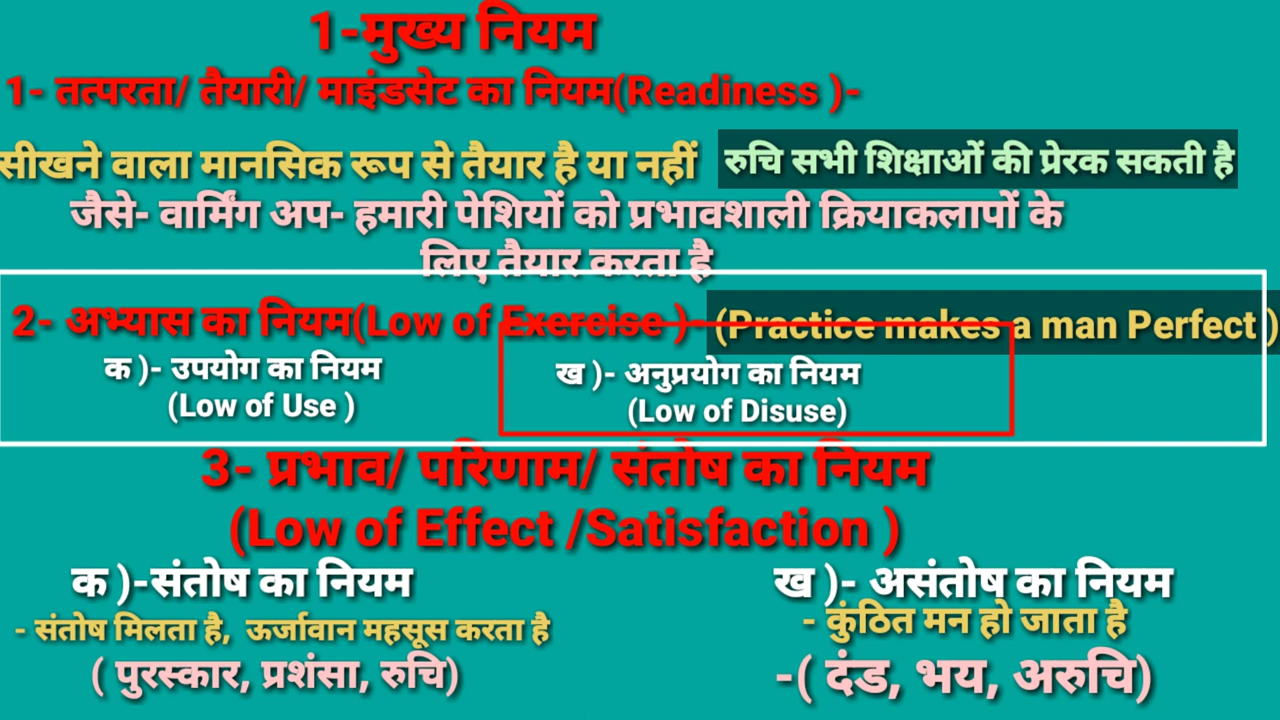 1-मुख्य नियम
1- तत्परता/ तैयारी/ माइंडसेट का नियम(Readiness )-
सीखने वाला मानसिक रूप से तैयार है या नहीं रुचि सभी शिक्षाओं की प्रेरक सकती है
जैसे- वार्मिंग अप- हमारी पेशियों को प्रभावशाली क्रियाकलापों के
लिए तैयार करता है
2- अभ्यास का नियम(Low of Exercise )- (Practice makes a man Perfect )
क )- उपयोग का नियम ख )- अनुप्रयोग का नियम
(Low of Use ) (Low of Disuse)
3- प्रभाव/ परिणाम/ संतोष का नियम
(Low of Effect /Satisfaction )
क )-संतोष का नियम ख )- असंतोष का नियम
- संतोष मिलता है, ऊर्जावान महसूस करता है - कुंठित मन हो जाता है
( पुरस्कार, प्रशंसा, रुचि) -( दंड, भय, अरुचि)